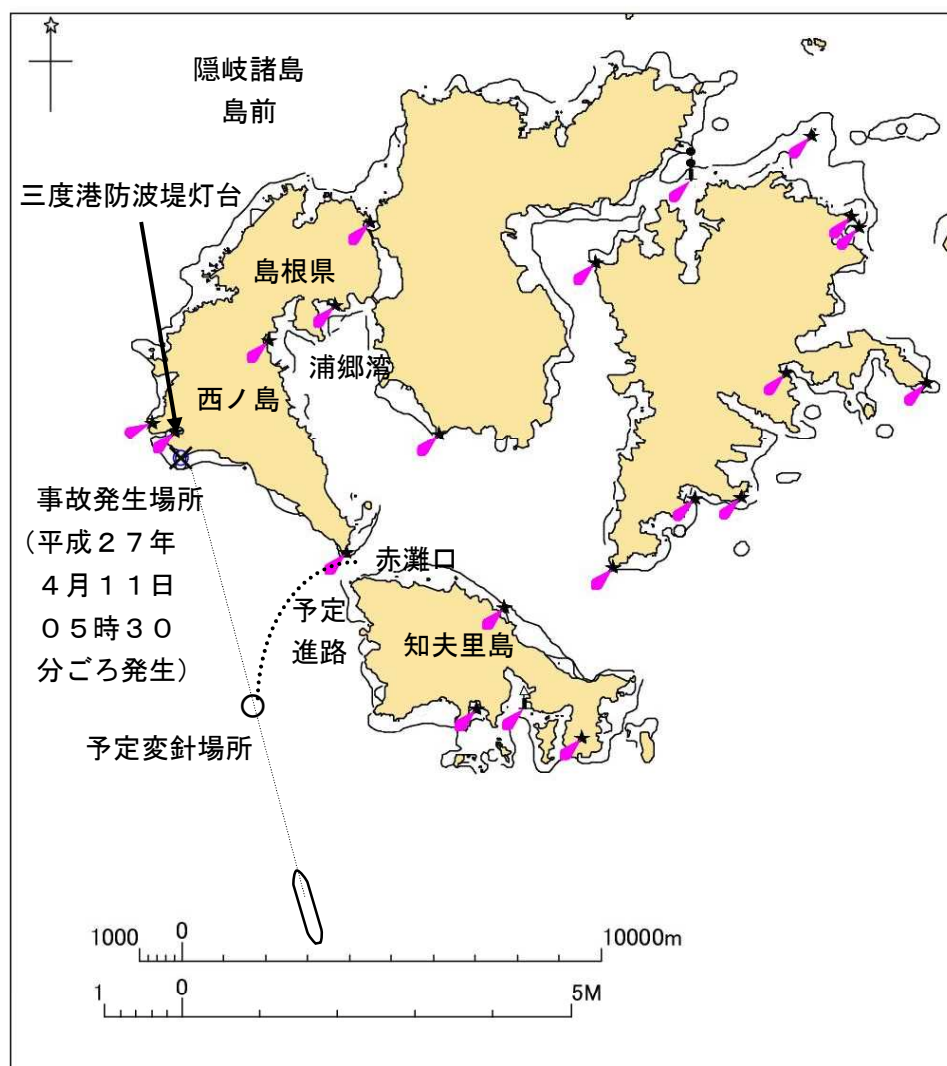 隠岐諸島
島前
三度港防波堤灯台
島根県
浦郷湾
西ノ島
事故発生場所
(平成27年
4月11日
05時30
分ごろ発生)
赤灘口
予定
進路
知夫里島
予定変針場所
1000 0 10000m
1 0 5M